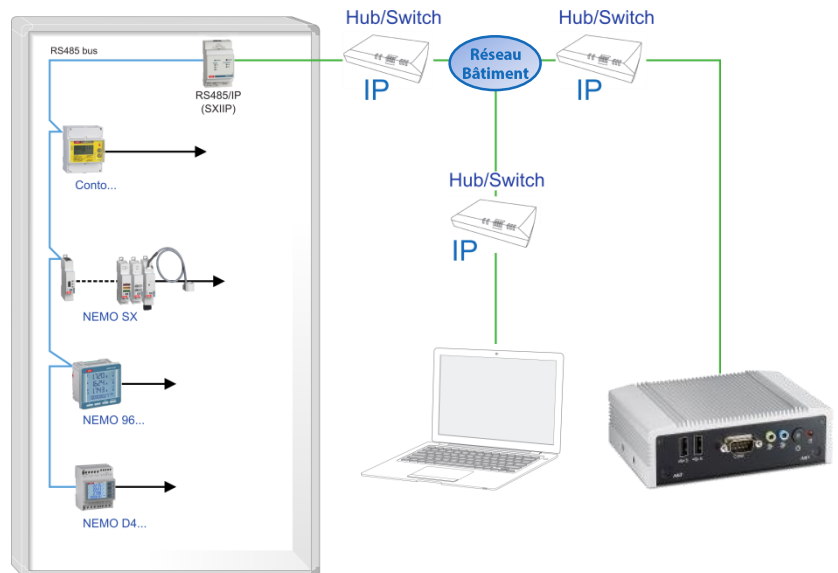 Hub/Switch
Hub/Switch
RS485 bus
Réseau
Bâtiment
IP
IP
RS485/IP
(SXIIP)
Hub/Switch
Conto...
IP
NEMO SX
NEMO 96...
NEMO D4...